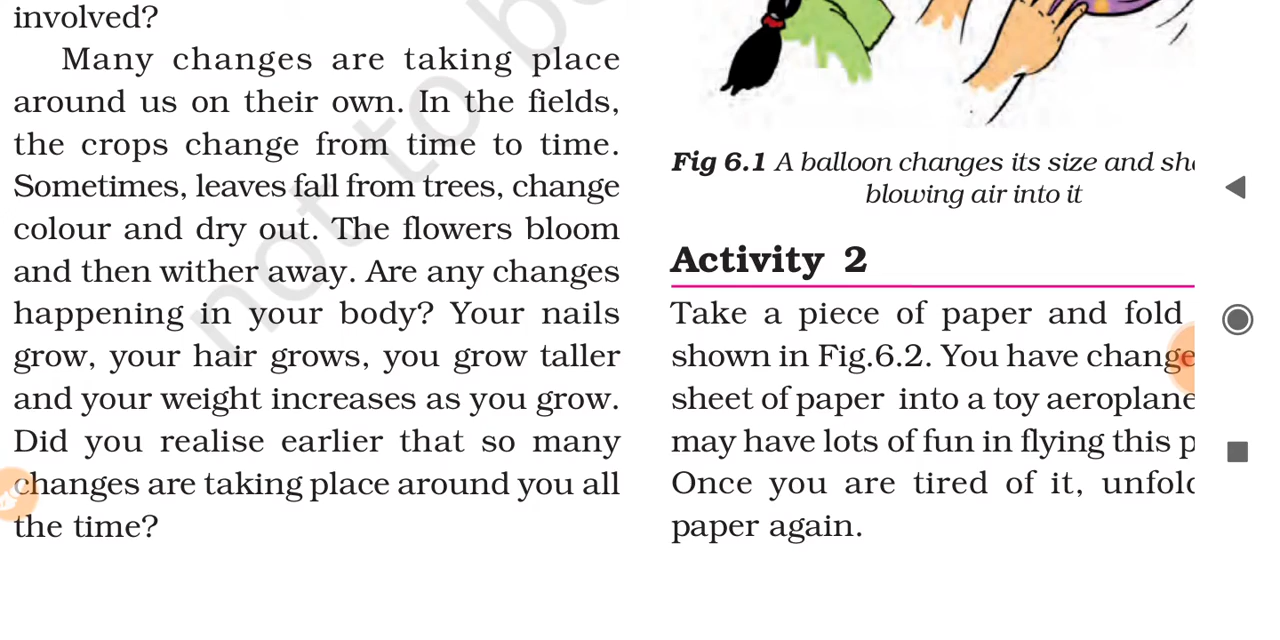 involved?
Many changes are taking place
around us on their own. In the fields,
the crops change from time to time.
Sometimes, leaves fall from trees, change
colour and dry out. The flowers bloom
and then wither away. Are any changes
happening in your body? Your nails
grow, your hair grows, you grow taller
and your weight increases as you grow.
Did you realise earlier that so many
changes are taking place around you all
the time?
not to b
Fig 6.1 A balloon changes its size and
blowing air into it
Activity 2
Take a piece of paper and fold
shown in Fig.6.2. You have change
sheet of paper into a toy aeroplane
may have lots of fun in flying this p
Once you are tired of it, unfold
paper again.